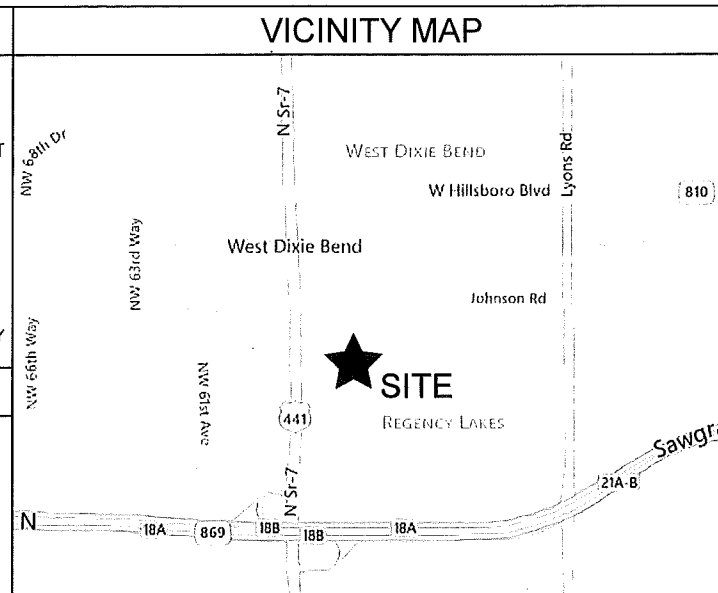 VICINITY MAP
N Sr-7
NW 68th Dr
T
WEST DIXIE BEND
Lyons Rd
W Hillsboro Blvd
810
NW 63rd Way
West Dixie Bend
Johnson Rd
Y
NW 66th Way
NW 61st Ave
SITE
441
REGENCY LAKES
Sawgra
N Sr-7
21A-B
N
18A
869
18B
18B
18A